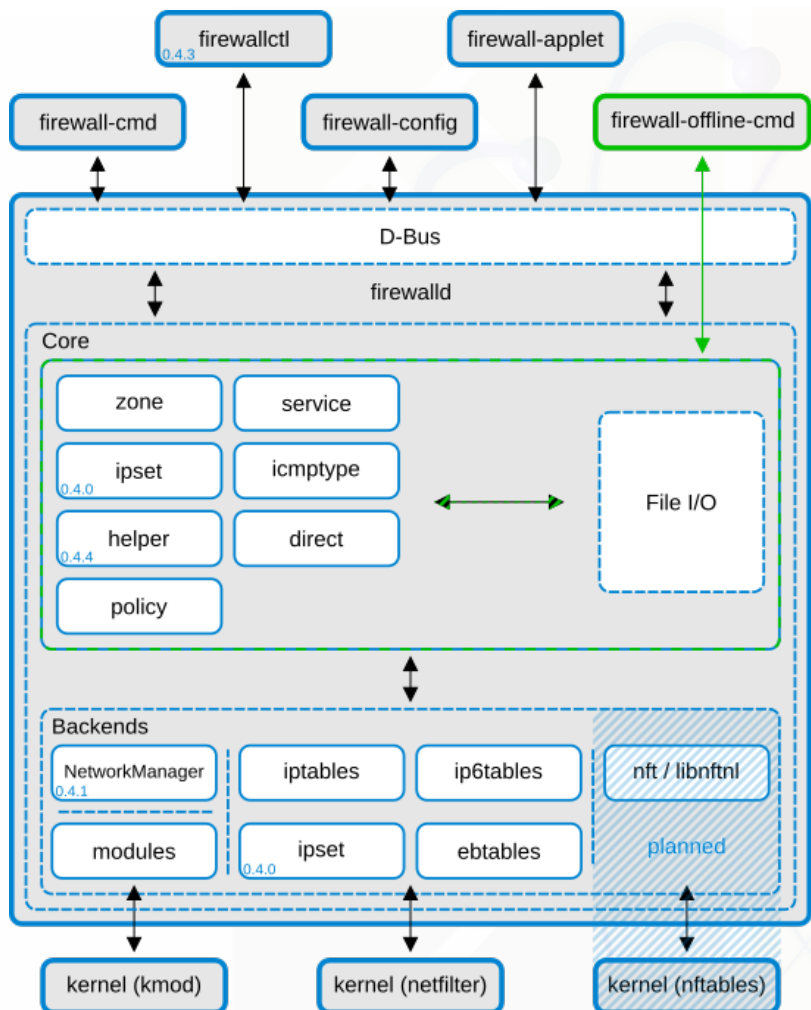 firewallctl
0.4.3
firewall-applet
firewall-cmd
firewall-config
firewall-offline-cmd
D-Bus
firewalld
Core
zone
service
ipset
0.4.0
icmptype
helper
0.4.4
direct
policy
File I/O
Backends
NetworkManager
0.4.1
iptables
ip6tables
nft / libnftnl
modules
ipset
0.4.0
ebtables
planned
kernel (kmod)
kernel (netfilter)
kernel (nftables)